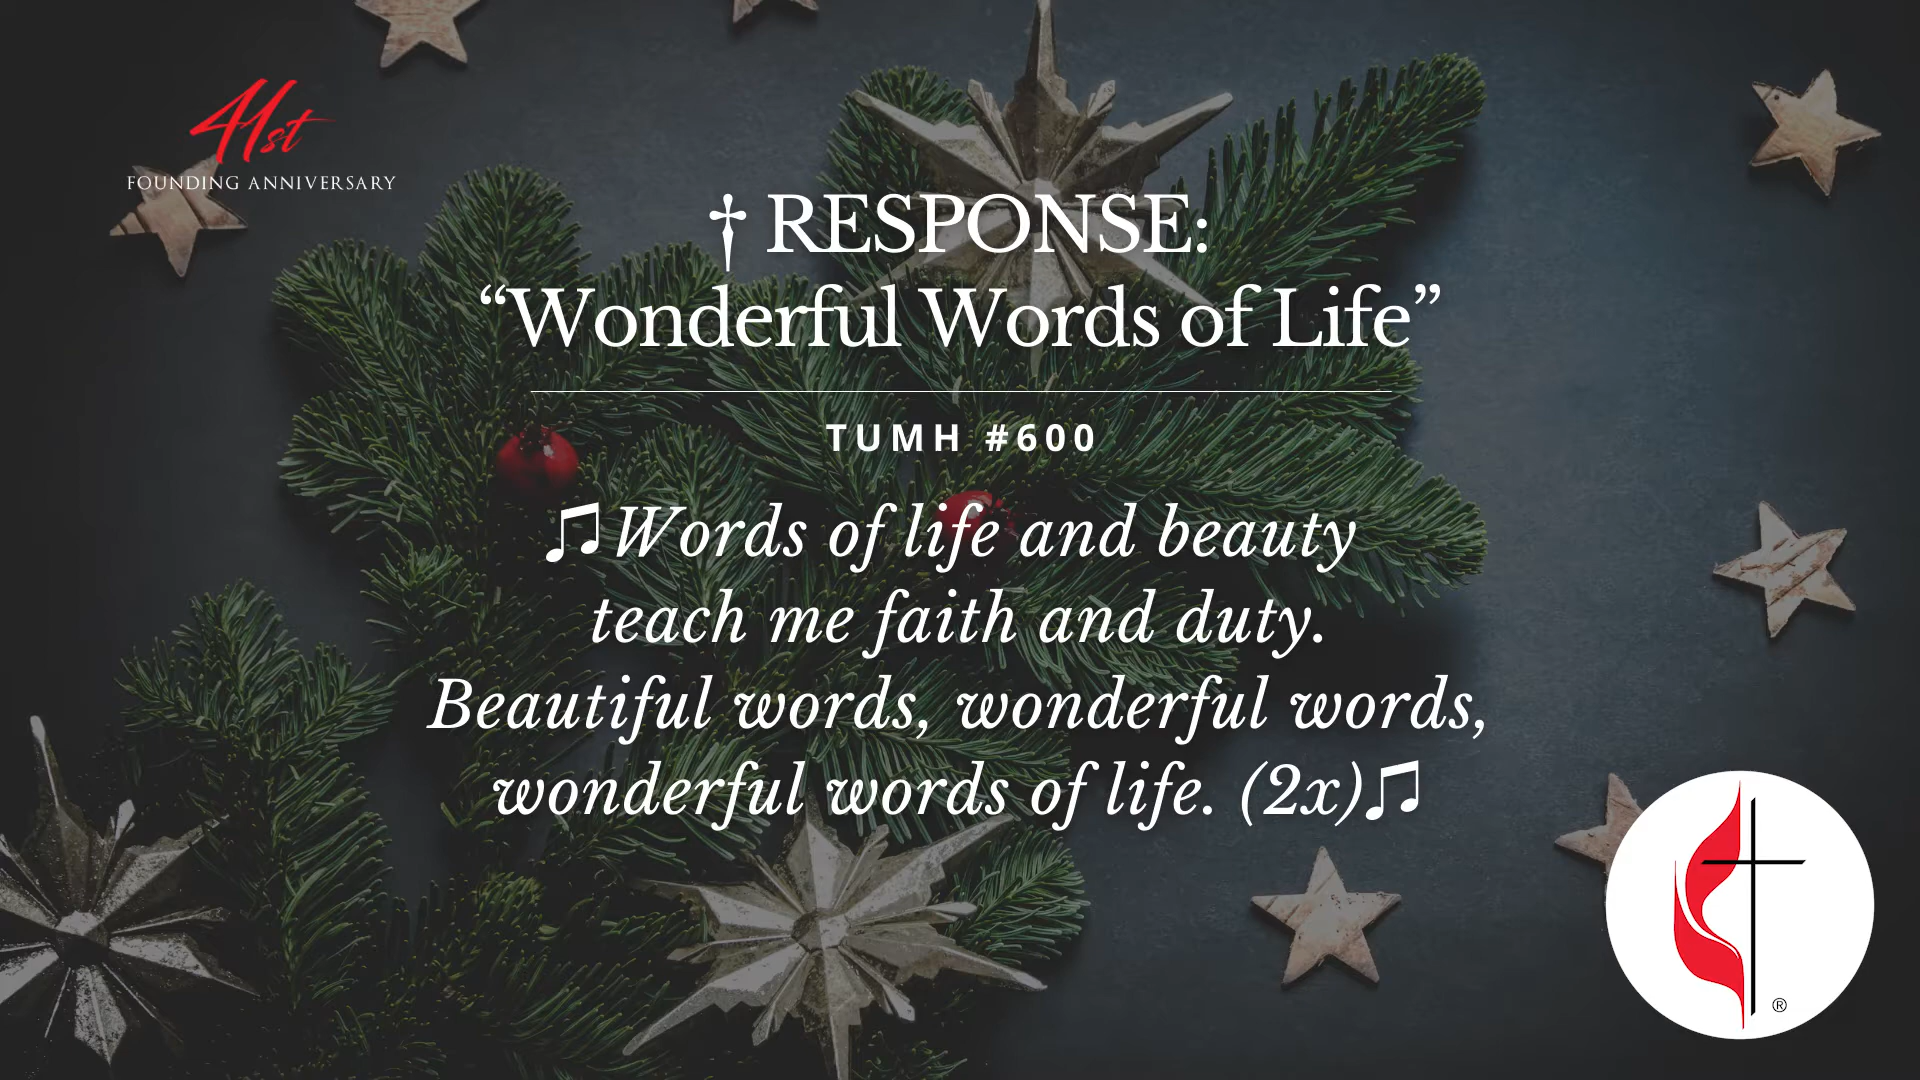 41st
FOUNDING ANNIVERSARY
† RESPONSE:
“Wonderful Words of Life”
TUMH #600
♫Words of life and beauty
teach me faith and duty.
Beautiful words, wonderful words,
wonderful words of life. (2x)♫
®